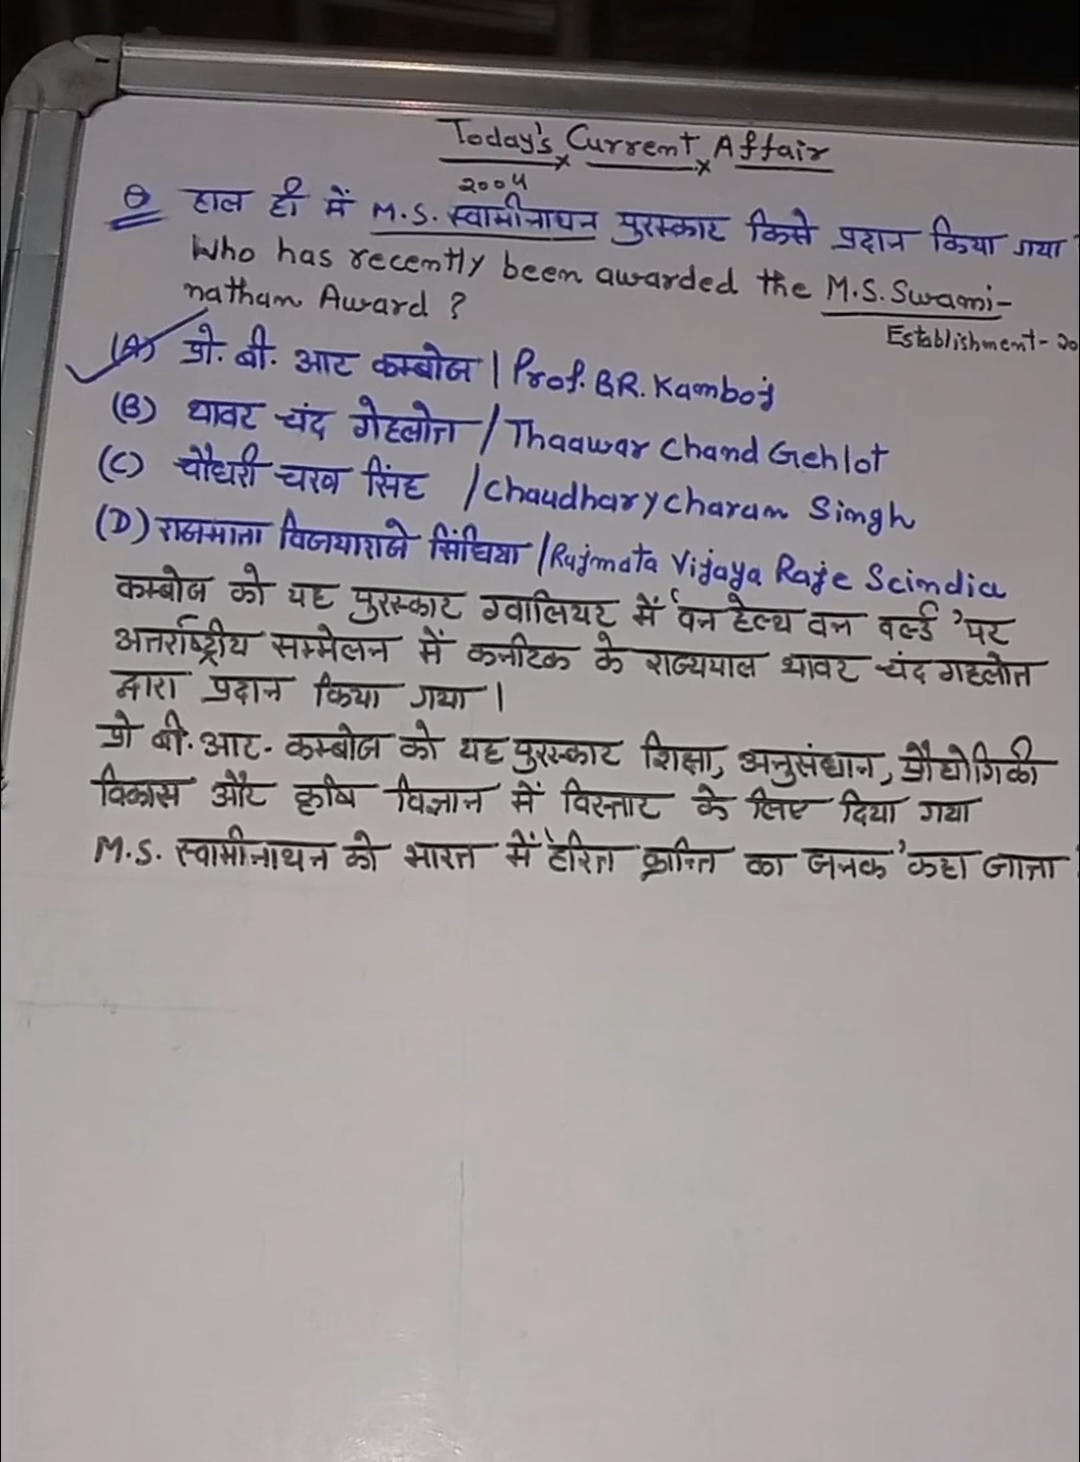 Today's Current Affair
2004
Q हाल ही में M.S. स्वामीनाथन पुरस्कार किसे प्रदान किया गया
Who has recently been awarded the M.S. Swami-
natham Award ?
Establishment - 20
(A) प्रो. बी. आर कम्बोज | Prof. B.R. Kamboj
(B) थावर चंद गेहलोत / Thaawar Chand Gehlot
(C) चौधरी चरण सिंह / Chaudhary Charam Singh
(D) राजमाता विजयाराजे सिंधिया / Rajmata Vijaya Raje Scindia
कम्बोज को यह पुरस्कार ग्वालियर में 'वन हेल्थ वन वर्ल्ड' पर
अन्तर्राष्ट्रीय सम्मेलन में कर्नाटक के राज्यपाल थावर चंद गहलोत
द्वारा प्रदान किया गया |
प्रो बी. आर. कम्बोज को यह पुरस्कार शिक्षा, अनुसंधान, प्रौद्योगिकी
विकास और कृषि विज्ञान में विस्तार के लिए दिया गया
M.S. स्वामीनाथन को भारत में 'हरित क्रान्ति का जनक' कहा जाता